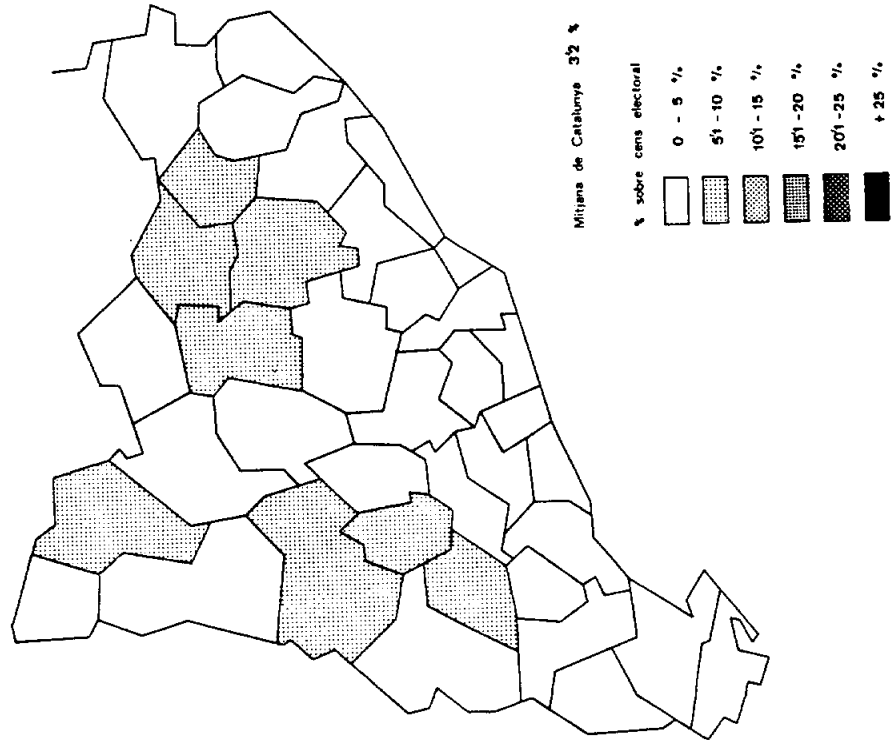 Mitjana de Catalunya 3'2 %
% sobre cens electoral
0 - 5 %
5'1 - 10 %
10'1 - 15 %
15'1 - 20 %
20'1 - 25 %
+ 25 %